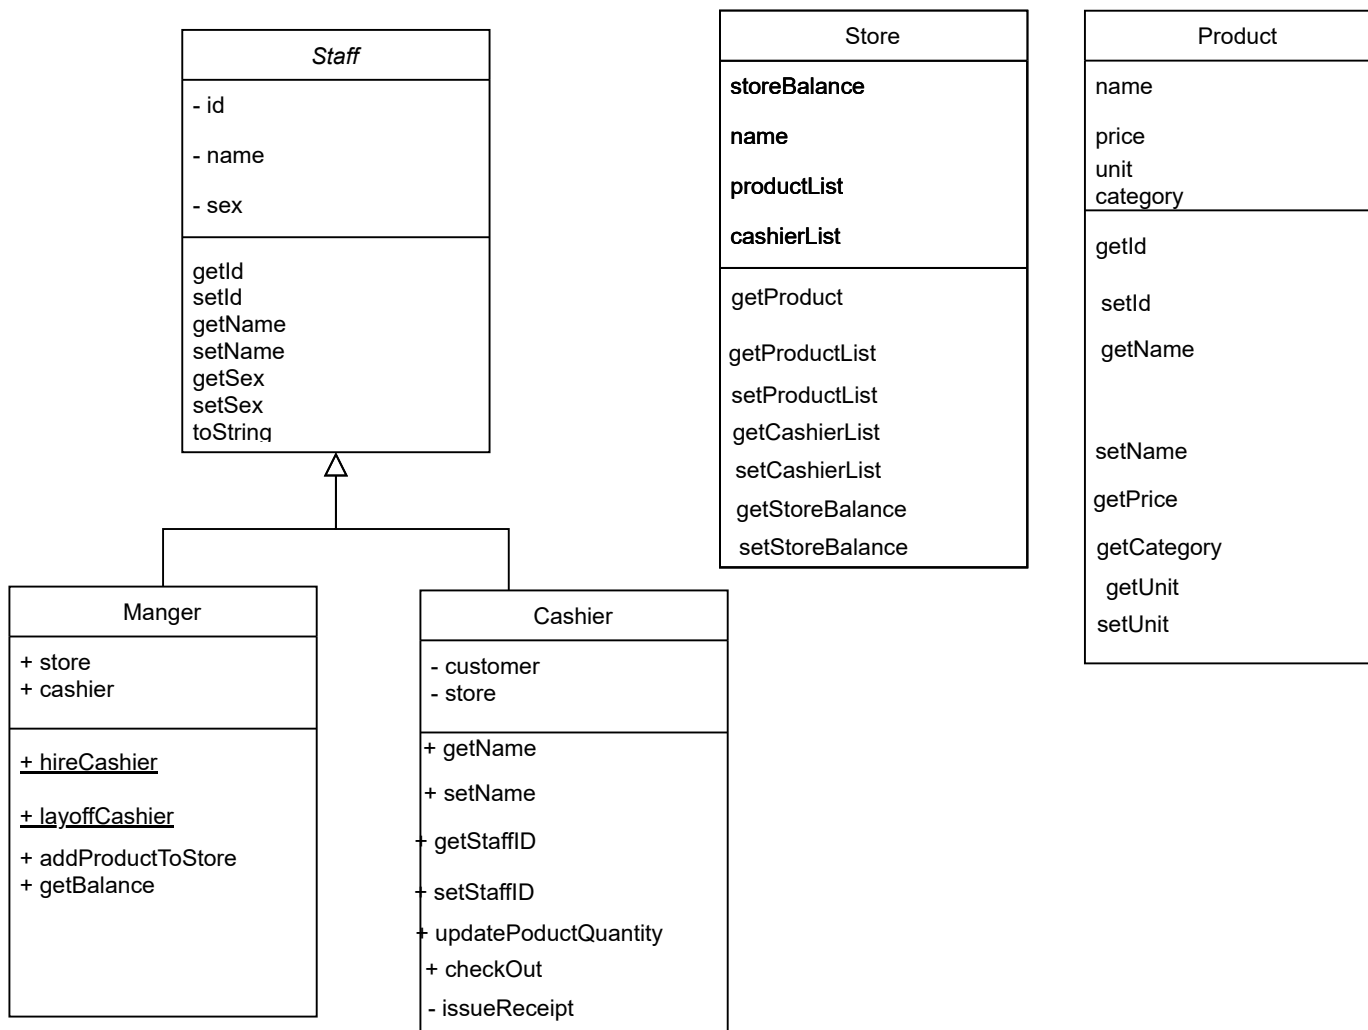 Staff
- id
- name
- sex
getId
setId
getName
setName
getSex
setSex
toString
Store
storeBalance
name
productList
cashierList
getProduct
getProductList
setProductList
getCashierList
setCashierList
getStoreBalance
setStoreBalance
Product
name
price
unit
category
getId
setId
getName
setName
getPrice
getCategory
getUnit
setUnit
Manger
+ store
+ cashier
+ hireCashier
+ layoffCashier
+ addProductToStore
+ getBalance
Cashier
- customer
- store
+ getName
+ setName
+ getStaffID
+ setStaffID
+ updatePoductQuantity
+ checkOut
- issueReceipt